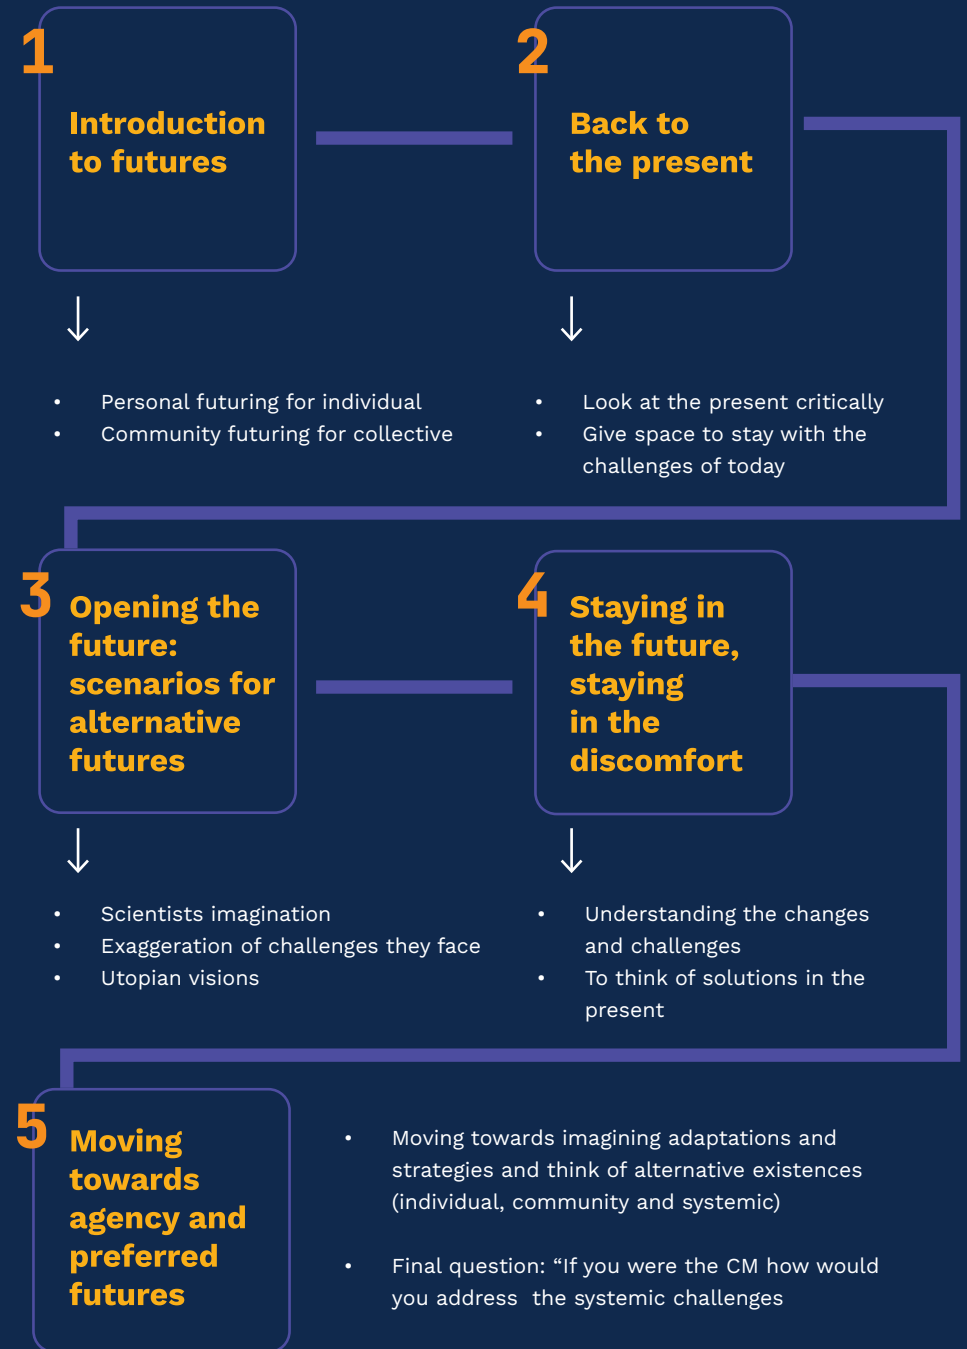 1
Introduction
to futures
2
Back to
the present
• Personal futuring for individual
• Community futuring for collective
• Look at the present critically
• Give space to stay with the
challenges of today
3
Opening the
future:
scenarios for
alternative
futures
4
Staying in
the future,
staying
in the
discomfort
• Scientists imagination
• Exaggeration of challenges they face
• Utopian visions
• Understanding the changes
and challenges
• To think of solutions in the
present
5
Moving
towards
agency and
preferred
futures
• Moving towards imagining adaptations and
strategies and think of alternative existences
(individual, community and systemic)
• Final question: “If you were the CM how would
you address  the systemic challenges